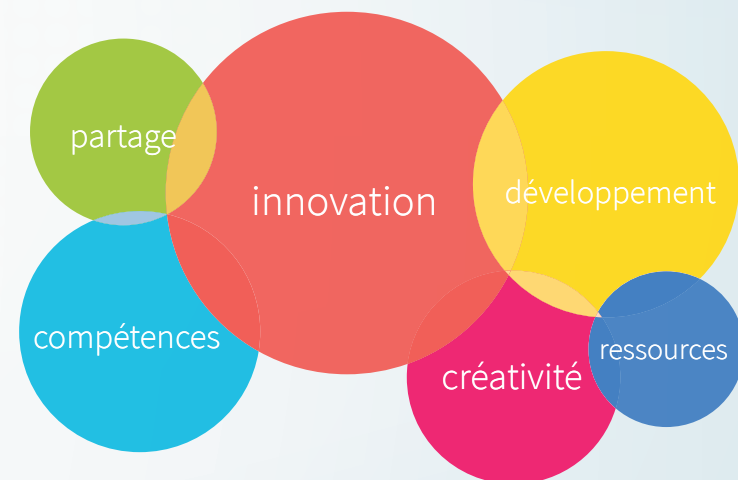 partage
innovation
développement
compétences
créativité
ressources